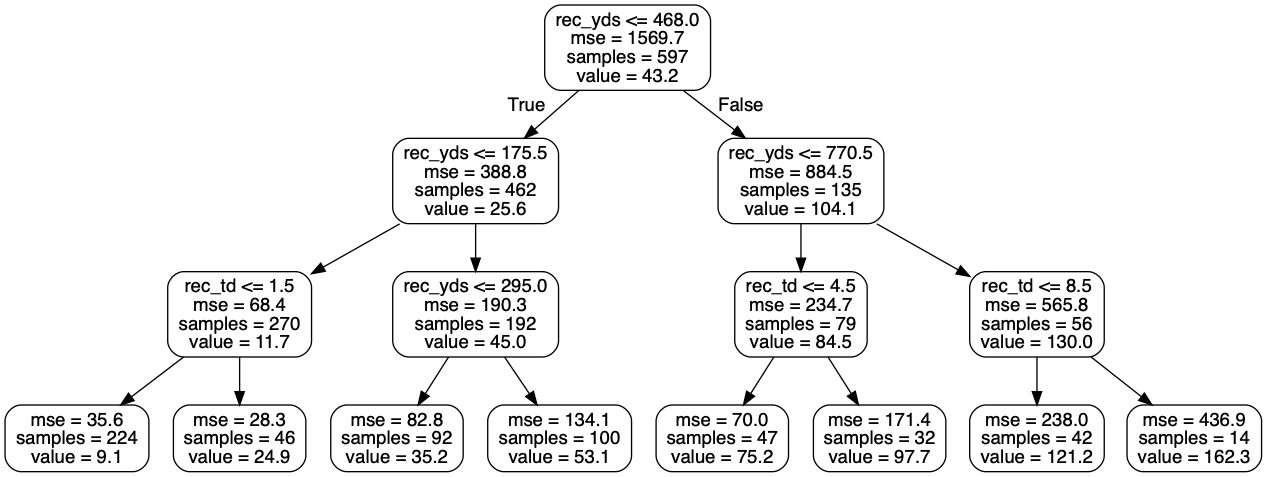 rec_yds <= 468.0
mse = 1569.7
samples = 597
value = 43.2
True
False
rec_yds <= 175.5
mse = 388.8
samples = 462
value = 25.6
rec_yds <= 770.5
mse = 884.5
samples = 135
value = 104.1
rec_td <= 1.5
mse = 68.4
samples = 270
value = 11.7
rec_yds <= 295.0
mse = 190.3
samples = 192
value = 45.0
rec_td <= 4.5
mse = 234.7
samples = 79
value = 84.5
rec_td <= 8.5
mse = 565.8
samples = 56
value = 130.0
mse = 35.6
samples = 224
value = 9.1
mse = 28.3
samples = 46
value = 24.9
mse = 82.8
samples = 92
value = 35.2
mse = 134.1
samples = 100
value = 53.1
mse = 70.0
samples = 47
value = 75.2
mse = 171.4
samples = 32
value = 97.7
mse = 238.0
samples = 42
value = 121.2
mse = 436.9
samples = 14
value = 162.3